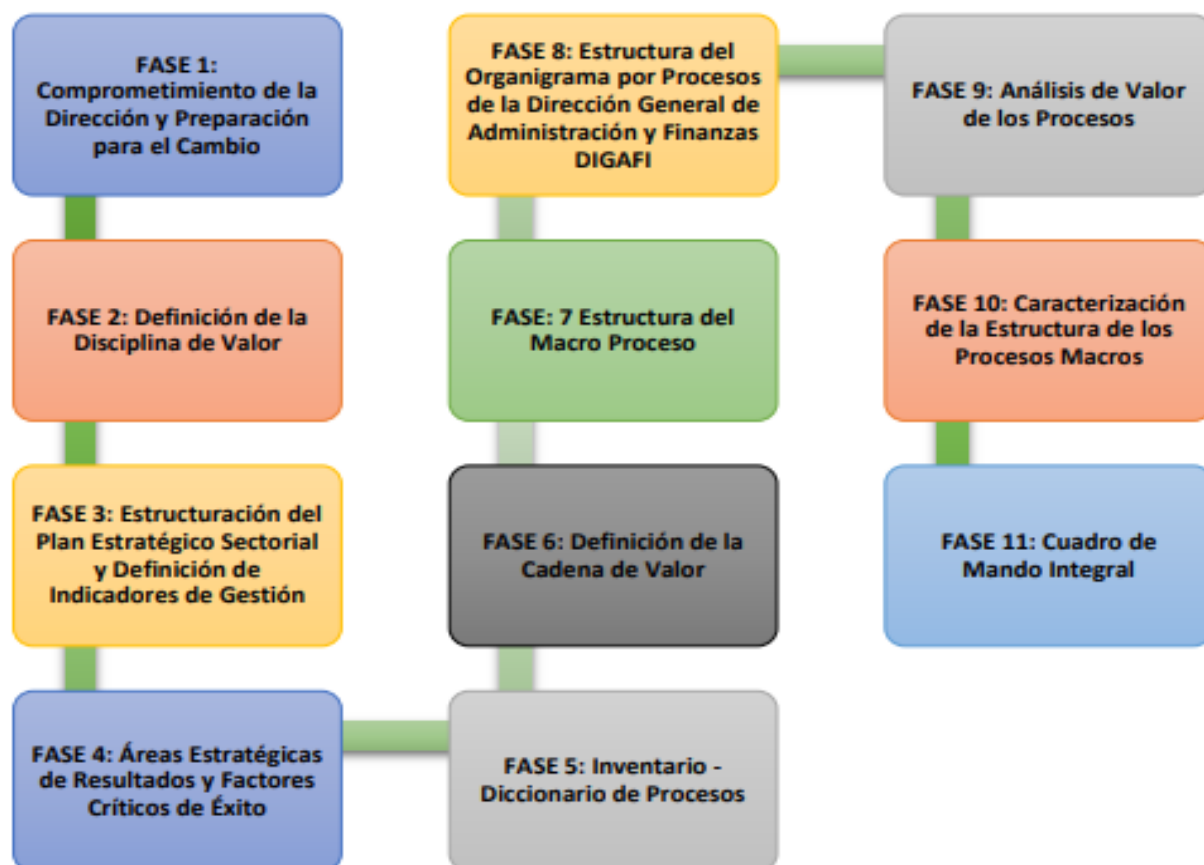 FASE 1:
Comprometimiento de la
Dirección y Preparación
para el Cambio
FASE 2: Definición de la
Disciplina de Valor
FASE 3: Estructuración del
Plan Estratégico Sectorial
y Definición de
Indicadores de Gestión
FASE 4: Áreas Estratégicas
de Resultados y Factores
Críticos de Éxito
FASE 5: Inventario -
Diccionario de Procesos
FASE 6: Definición de la
Cadena de Valor
FASE: 7 Estructura del
Macro Proceso
FASE 8: Estructura del
Organigrama por Procesos
de la Dirección General de
Administración y Finanzas
DIGAFI
FASE 9: Análisis de Valor
de los Procesos
FASE 10: Caracterización
de la Estructura de los
Procesos Macros
FASE 11: Cuadro de
Mando Integral